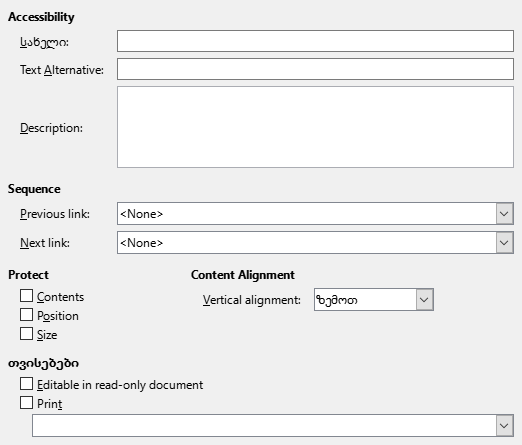 Accessibility
სახელი:
Text Alternative:
Description:
Sequence
Previous link: <None>
Next link: <None>
Protect Content Alignment
Contents Vertical alignment: ზემოთ
Position
Size
თვისებები
Editable in read-only document
Print